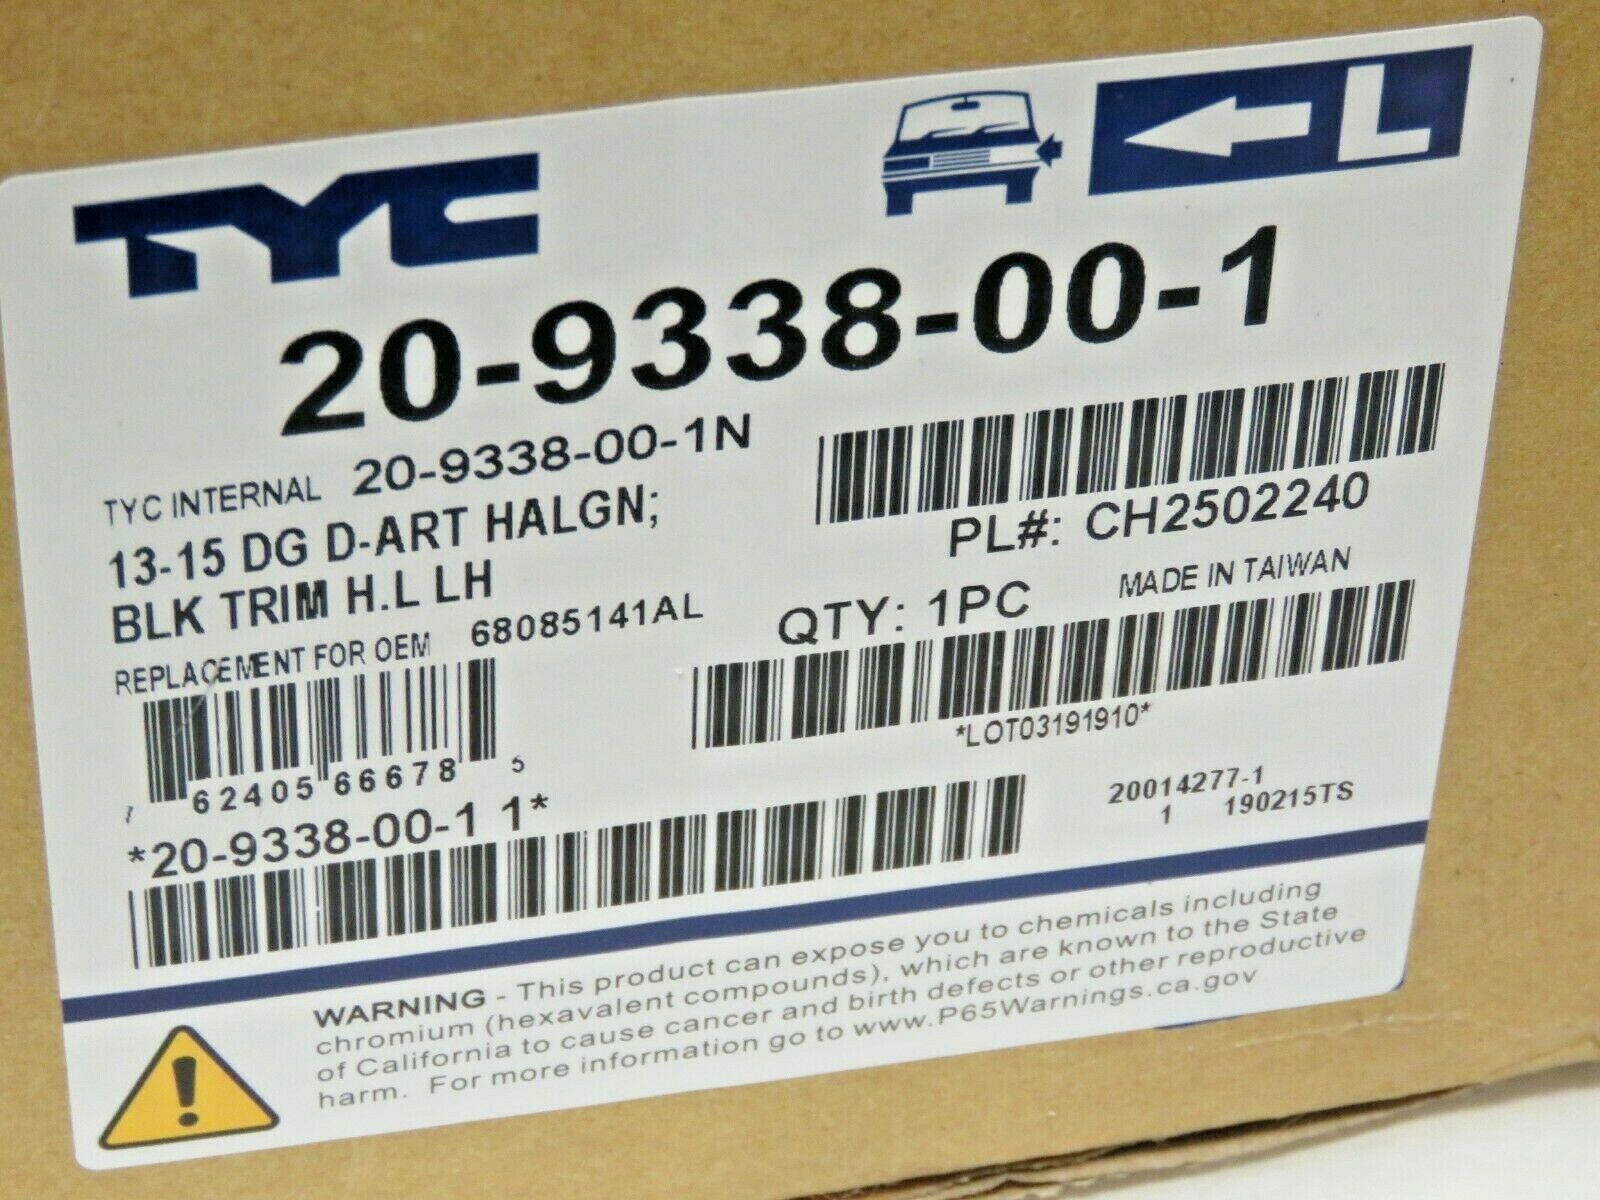 TYC
L
20-9338-00-1
TYC INTERNAL 20-9338-00-1N
13-15 DG D-ART HALGN;
BLK TRIM H.L LH
REPLACEMENT FOR OEM 68085141AL
PL#: CH2502240
QTY: 1PC MADE IN TAIWAN
*LOT03191910*
7 62405 66678 5
*20-9338-00-1 1*
20014277-1
1 190215TS
WARNING - This product can expose you to chemicals including
chromium (hexavalent compounds), which are known to the State
of California to cause cancer and birth defects or other reproductive
harm. For more information go to www.P65Warnings.ca.gov